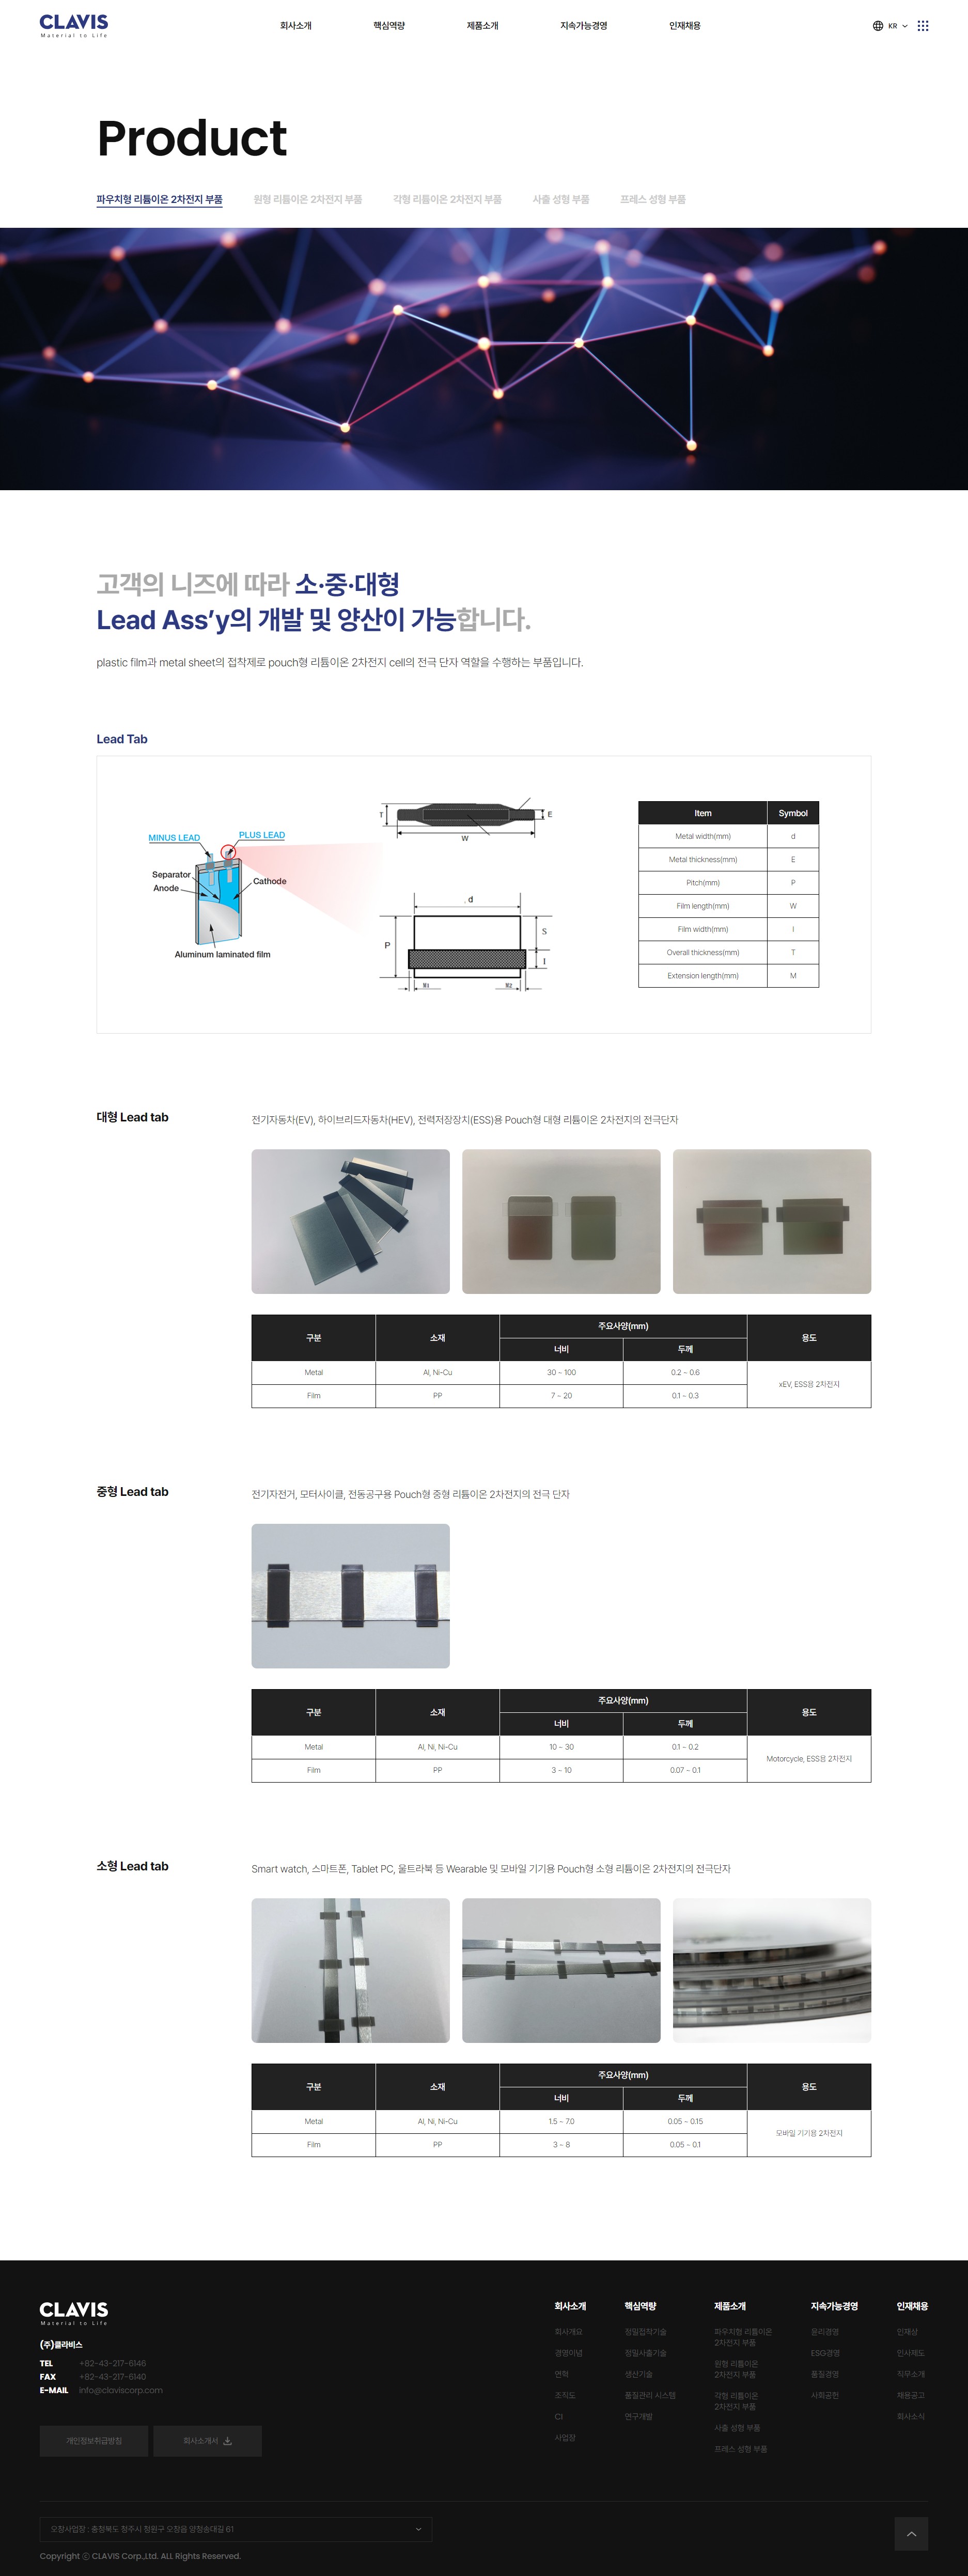 CLAVIS
Material to Life
회사소개 핵심역량 제품소개 지속가능경영 인재채용
KR
Product
파우치형 리튬이온 2차전지 부품 원형 리튬이온 2차전지 부품 각형 리튬이온 2차전지 부품 사출 성형 부품 프레스 성형 부품
고객의 니즈에 따라 소·중·대형
Lead Ass’y의 개발 및 양산이 가능합니다.
plastic film과 metal sheet의 접착제로 pouch형 리튬이온 2차전지 cell의 전극 단자 역할을 수행하는 부품입니다.
Lead Tab
MINUS LEAD
PLUS LEAD
Separator
Anode
Cathode
Aluminum laminated film
T
E
W
d
P
S
I
M1
M2
Item Symbol
Metal width(mm) d
Metal thickness(mm) E
Pitch(mm) P
Film length(mm) W
Film width(mm) I
Overall thickness(mm) T
Extension length(mm) M
대형 Lead tab
전기자동차(EV), 하이브리드자동차(HEV), 전력저장장치(ESS)용 Pouch형 대형 리튬이온 2차전지의 전극단자
구분 소재 주요사양(mm) 용도
너비 두께
Metal Al, Ni-Cu 30 ~ 100 0.2 ~ 0.6 xEV, ESS용 2차전지
Film PP 7 ~ 20 0.1 ~ 0.3
중형 Lead tab
전기자전거, 모터사이클, 전동공구용 Pouch형 중형 리튬이온 2차전지의 전극 단자
구분 소재 주요사양(mm) 용도
너비 두께
Metal Al, Ni, Ni-Cu 10 ~ 30 0.1 ~ 0.2 Motorcycle, ESS용 2차전지
Film PP 3 ~ 10 0.07 ~ 0.1
소형 Lead tab
Smart watch, 스마트폰, Tablet PC, 울트라북 등 Wearable 및 모바일 기기용 Pouch형 소형 리튬이온 2차전지의 전극단자
구분 소재 주요사양(mm) 용도
너비 두께
Metal Al, Ni, Ni-Cu 1.5 ~ 7.0 0.05 ~ 0.15 모바일 기기용 2차전지
Film PP 3 ~ 8 0.05 ~ 0.1
CLAVIS
Material to Life
(주)클라비스
TEL +82-43-217-6146
FAX +82-43-217-6140
E-MAIL info@claviscorp.com
개인정보취급방침 회사소개서
회사소개
회사개요
경영이념
연혁
조직도
CI
사업장
핵심역량
정밀접착기술
정밀사출기술
생산기술
품질관리 시스템
연구개발
제품소개
파우치형 리튬이온
2차전지 부품
원형 리튬이온
2차전지 부품
각형 리튬이온
2차전지 부품
사출 성형 부품
프레스 성형 부품
지속가능경영
윤리경영
ESG경영
품질경영
사회공헌
인재채용
인재상
인사제도
직무소개
채용공고
회사소식
오창사업장 : 충청북도 청주시 청원구 오창읍 양청송대길 61
Copyright ⓒ CLAVIS Corp.,Ltd. ALL Rights Reserved.